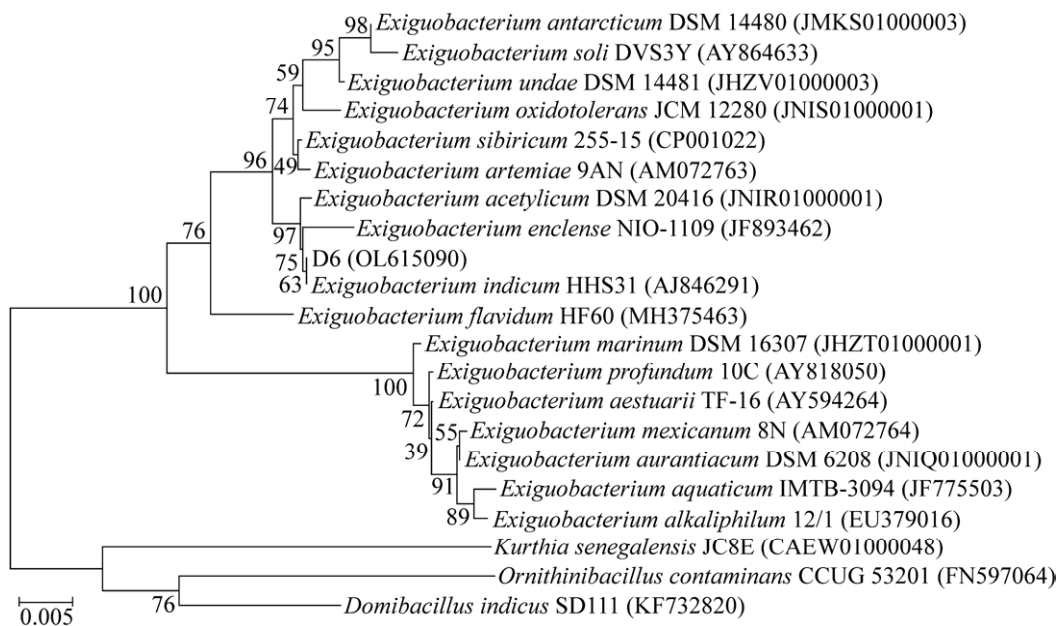 98 Exiguobacterium antarcticum DSM 14480 (JMKS01000003)
95 Exiguobacterium soli DVS3Y (AY864633)
59 Exiguobacterium undae DSM 14481 (JHZV01000003)
74 Exiguobacterium oxidotolerans JCM 12280 (JNIS01000001)
Exiguobacterium sibiricum 255-15 (CP001022)
96 49 Exiguobacterium artemiae 9AN (AM072763)
Exiguobacterium acetylicum DSM 20416 (JNIR01000001)
76 97 Exiguobacterium enclense NIO-1109 (JF893462)
75 D6 (OL615090)
100 63 Exiguobacterium indicum HHS31 (AJ846291)
Exiguobacterium flavidum HF60 (MH375463)
Exiguobacterium marinum DSM 16307 (JHZT01000001)
100 Exiguobacterium profundum 10C (AY818050)
72 Exiguobacterium aestuarii TF-16 (AY594264)
39 55 Exiguobacterium mexicanum 8N (AM072764)
Exiguobacterium aurantiacum DSM 6208 (JNIQ01000001)
91 Exiguobacterium aquaticum IMTB-3094 (JF775503)
89 Exiguobacterium alkaliphilum 12/1 (EU379016)
Kurthia senegalensis JC8E (CAEW01000048)
Ornithinibacillus contaminans CCUG 53201 (FN597064)
0.005 76 Domibacillus indicus SD111 (KF732820)